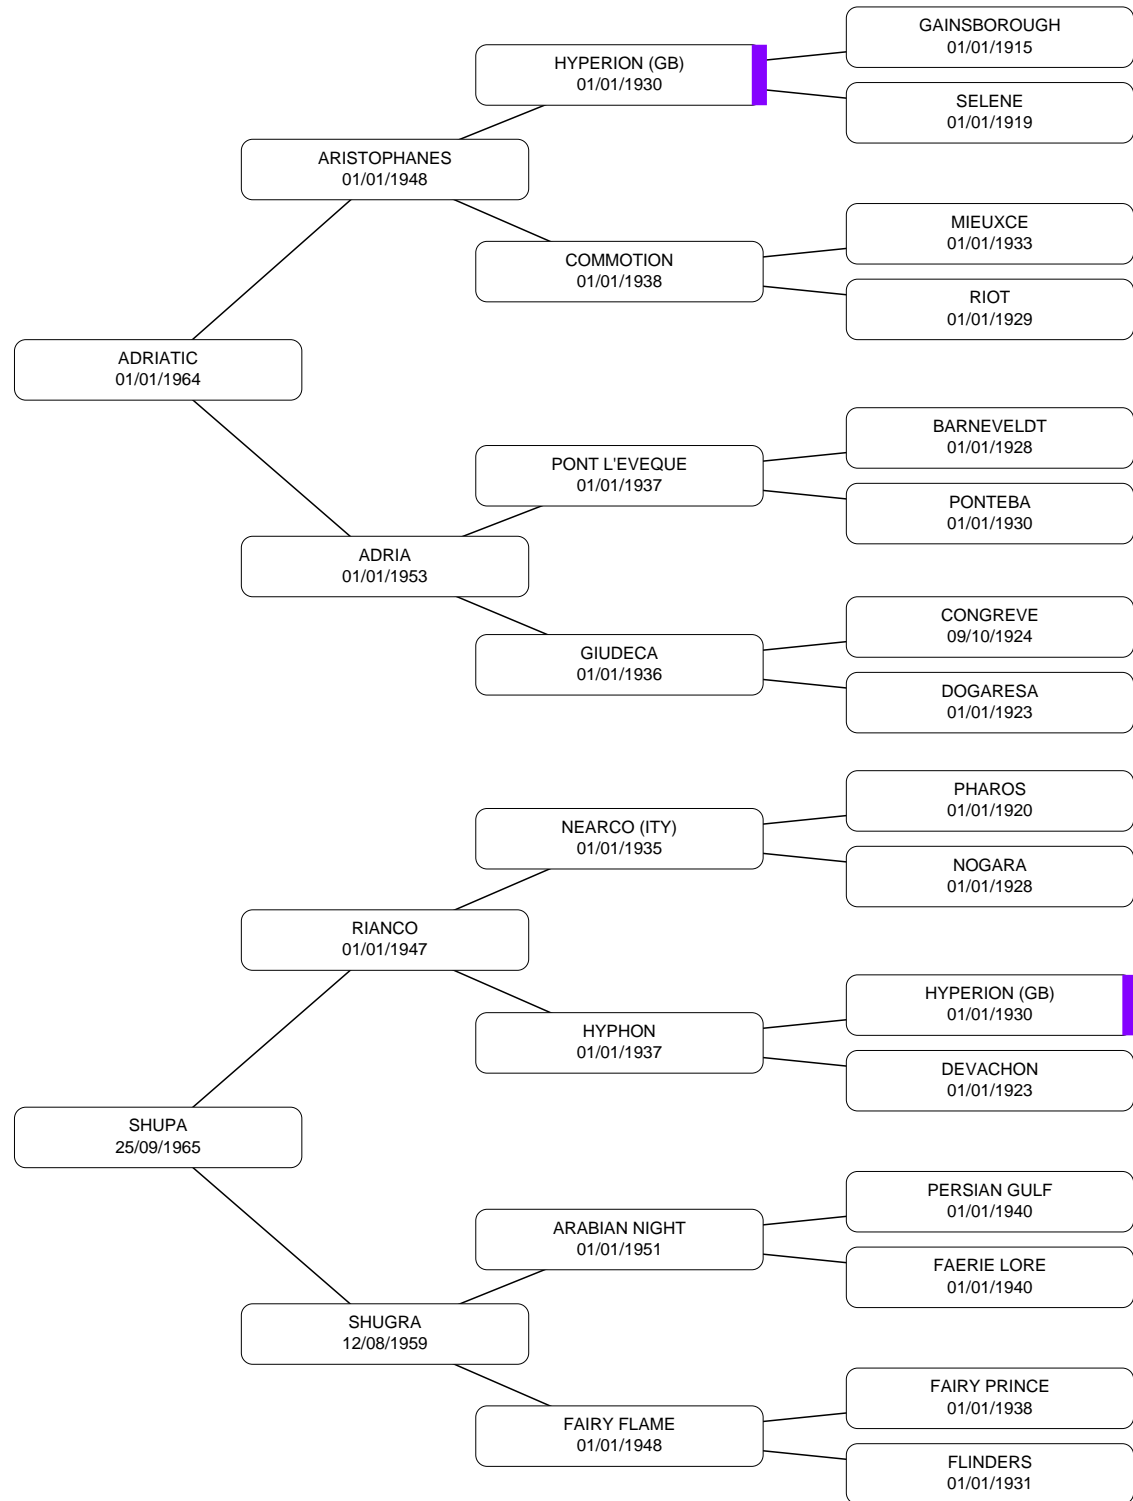 GAINSBOROUGH
01/01/1915
HYPERION (GB)
01/01/1930
SELENE
01/01/1919
ARISTOPHANES
01/01/1948
MIEUXCE
01/01/1933
COMMOTION
01/01/1938
RIOT
01/01/1929
ADRIATIC
01/01/1964
BARNEVELDT
01/01/1928
PONT L'EVEQUE
01/01/1937
PONTEBA
01/01/1930
ADRIA
01/01/1953
CONGREVE
09/10/1924
GIUDECA
01/01/1936
DOGARESA
01/01/1923
PHAROS
01/01/1920
NEARCO (ITY)
01/01/1935
NOGARA
01/01/1928
RIANCO
01/01/1947
HYPERION (GB)
01/01/1930
HYPHON
01/01/1937
DEVACHON
01/01/1923
SHUPA
25/09/1965
PERSIAN GULF
01/01/1940
ARABIAN NIGHT
01/01/1951
FAERIE LORE
01/01/1940
SHUGRA
12/08/1959
FAIRY PRINCE
01/01/1938
FAIRY FLAME
01/01/1948
FLINDERS
01/01/1931